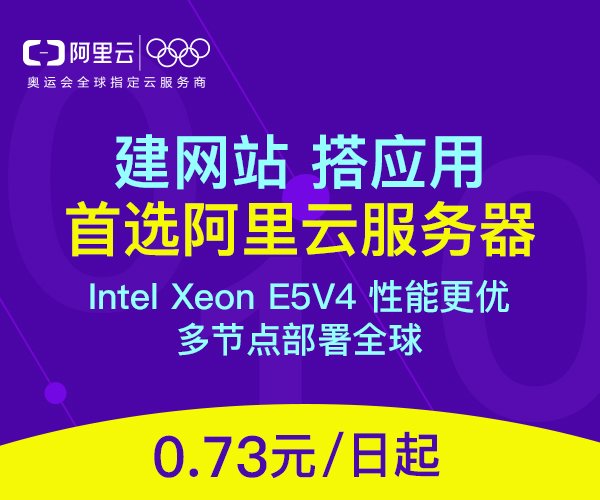 阿里云
奥运会全球指定云服务商
建网站 搭应用
首选阿里云服务器
Intel Xeon E5V4 性能更优
多节点部署全球
0.73元/日起